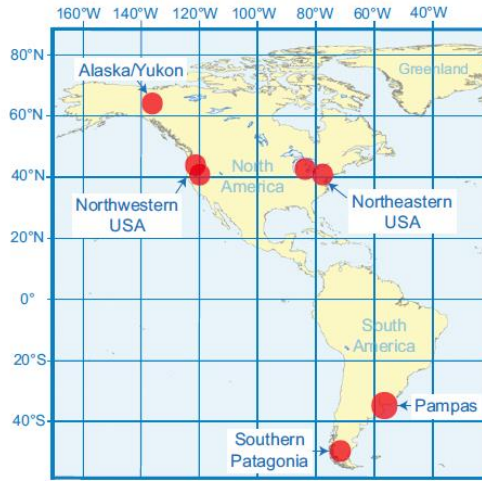 160°W 140°W 120°W 100°W 80°W 60°W 40°W
80°N
Alaska/Yukon
Greenland
60°N
40°N
North
America
Northwestern
USA
Northeastern
USA
20°N
0°
South
America
20°S
40°S
Pampas
Southern
Patagonia